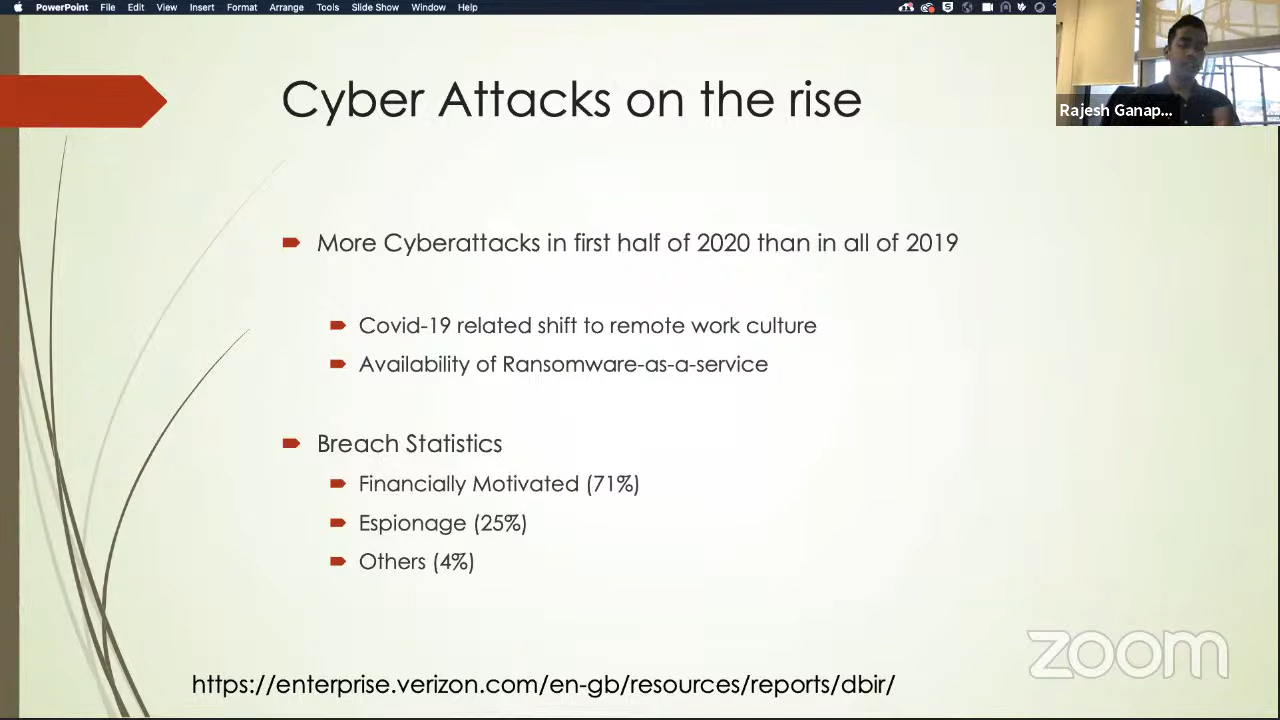 PowerPoint File Edit View Insert Format Arrange Tools Slide Show Window Help
Rajesh Ganap...
Cyber Attacks on the rise
More Cyberattacks in first half of 2020 than in all of 2019
Covid-19 related shift to remote work culture
Availability of Ransomware-as-a-service
Breach Statistics
Financially Motivated (71%)
Espionage (25%)
Others (4%)
zoom
https://enterprise.verizon.com/en-gb/resources/reports/dbir/